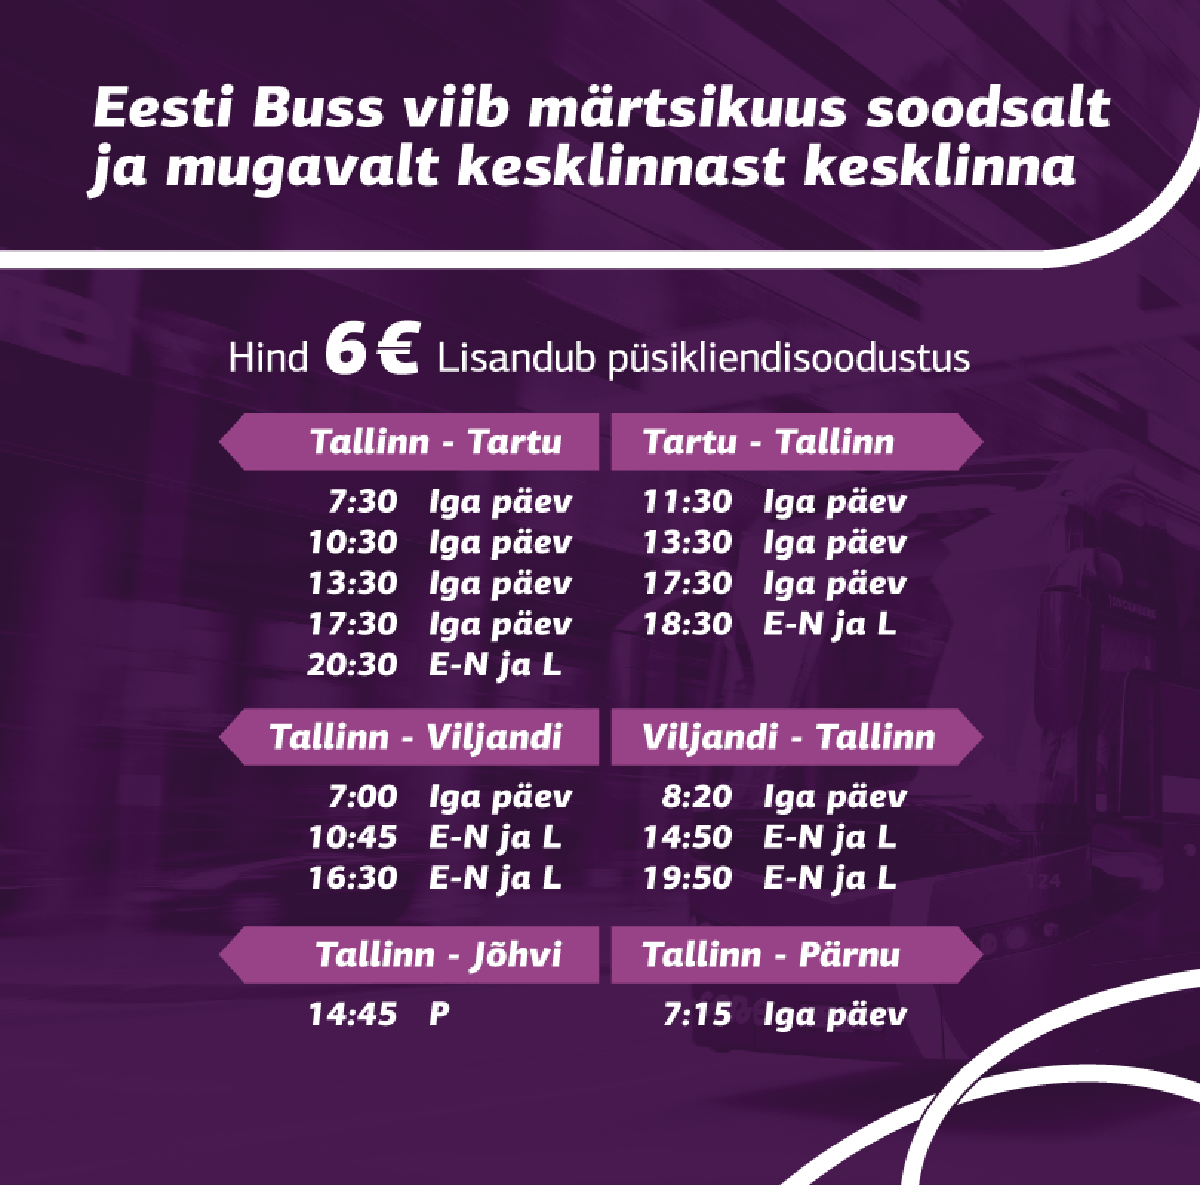 Eesti Buss viib märtsikuus soodsalt
ja mugavalt kesklinnast kesklinna
Hind 6€ Lisandub püsikliendisoodustus
Tallinn - Tartu
7:30 Iga päev
10:30 Iga päev
13:30 Iga päev
17:30 Iga päev
20:30 E-N ja L
Tartu - Tallinn
11:30 Iga päev
13:30 Iga päev
17:30 Iga päev
18:30 E-N ja L
Tallinn - Viljandi
7:00 Iga päev
10:45 E-N ja L
16:30 E-N ja L
Viljandi - Tallinn
8:20 Iga päev
14:50 E-N ja L
19:50 E-N ja L
Tallinn - Jõhvi
14:45 P
Tallinn - Pärnu
7:15 Iga päev
124